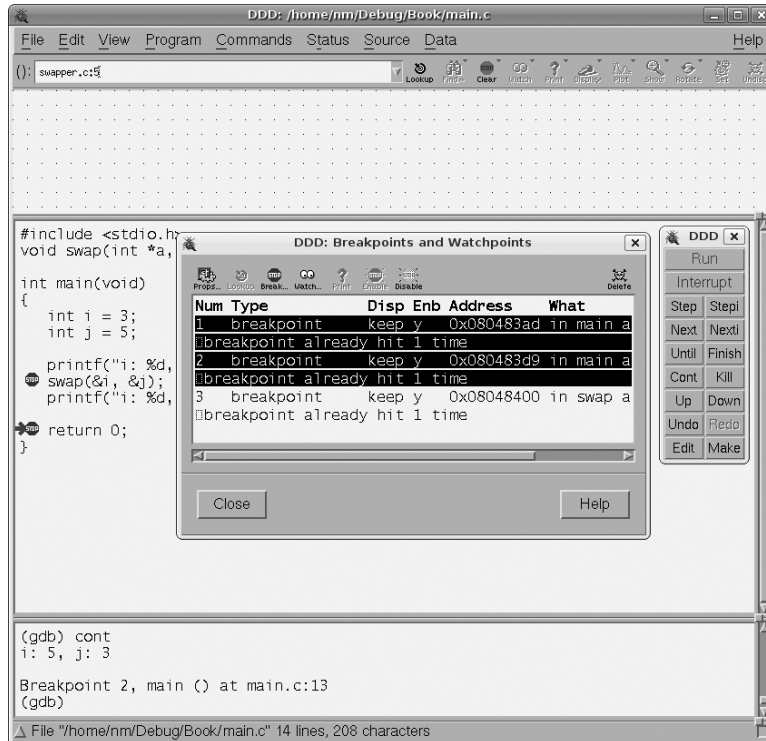 DDD: /home/nm/Debug/Book/main.c
File Edit View Program Commands Status Source Data Help
(): swapper.c:5
Lookup Find» Clear Watch Print Display Plot Show Rotate Set Undisp
#include <stdio.h>
void swap(int *a,
int main(void)
{
int i = 3;
int j = 5;
printf("i: %d,
STOP swap(&i, &j);
printf("i: %d,
STOP return 0;
}
DDD: Breakpoints and Watchpoints
Props... Lookup Break... Watch... Print Enable Disable Delete
Num Type Disp Enb Address What
1 breakpoint keep y 0x080483ad in main a
breakpoint already hit 1 time
2 breakpoint keep y 0x080483d9 in main a
breakpoint already hit 1 time
3 breakpoint keep y 0x08048400 in swap a
breakpoint already hit 1 time
Close Help
DDD
Run
Interrupt
Step Stepi
Next Nexti
Until Finish
Cont Kill
Up Down
Undo Redo
Edit Make
(gdb) cont
i: 5, j: 3
Breakpoint 2, main () at main.c:13
(gdb)
File "/home/nm/Debug/Book/main.c" 14 lines, 208 characters